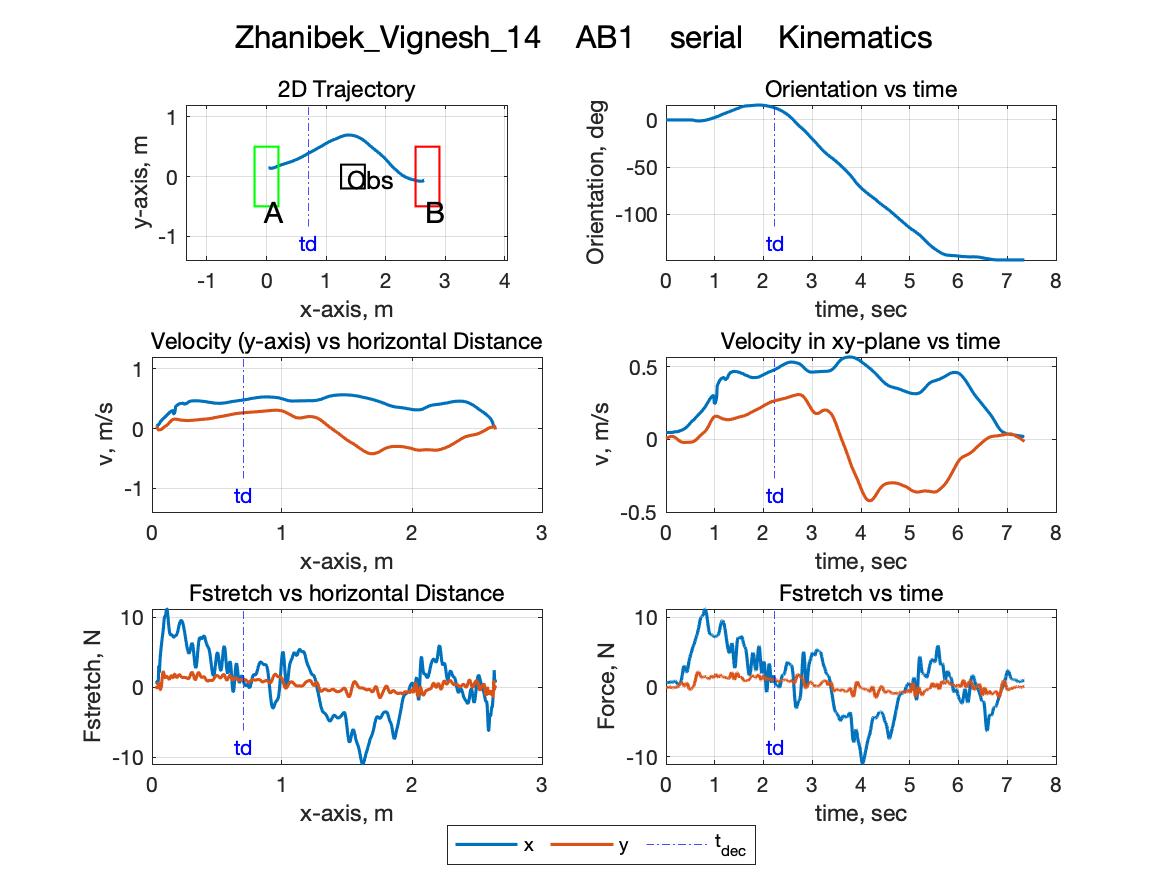 Zhanibek_Vignesh_14 AB1 serial Kinematics
2D Trajectory
y-axis, m
1
0
-1
A
Obs
B
td
-1 0 1 2 3 4
x-axis, m
Orientation vs time
Orientation, deg
0
-50
-100
td
0 1 2 3 4 5 6 7 8
time, sec
Velocity (y-axis) vs horizontal Distance
v, m/s
1
0
-1
td
0 1 2 3
x-axis, m
Velocity in xy-plane vs time
v, m/s
0.5
0
-0.5
td
0 1 2 3 4 5 6 7 8
time, sec
Fstretch vs horizontal Distance
Fstretch, N
10
0
-10
td
0 1 2 3
x-axis, m
Fstretch vs time
Force, N
10
0
-10
td
0 1 2 3 4 5 6 7 8
time, sec
x y t_dec